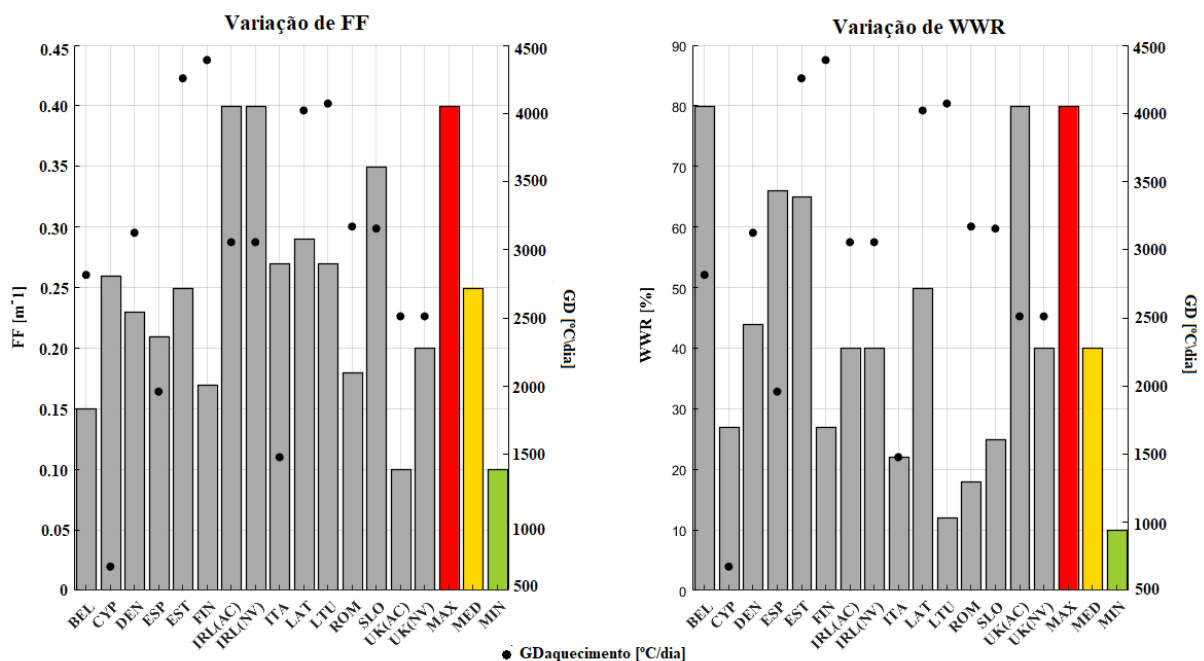 Variação de FF
0.45
0.40
0.35
0.30
0.25
0.20
0.15
0.10
0.05
0
FF [m⁻1]
4500
4000
3500
3000
2500
2000
1500
1000
500
GD [ºC/dia]
BEL
CYP
DEN
ESP
EST
FIN
IRL(AC)
IRL(NV)
ITA
LAT
LTU
ROM
SLO
UK(AC)
UK(NV)
MAX
MED
MIN
Variação de WWR
90
80
70
60
50
40
30
20
10
0
WWR [%]
4500
4000
3500
3000
2500
2000
1500
1000
500
GD [ºC/dia]
BEL
CYP
DEN
ESP
EST
FIN
IRL(AC)
IRL(NV)
ITA
LAT
LTU
ROM
SLO
UK(AC)
UK(NV)
MAX
MED
MIN
GDaquecimento [ºC/dia]